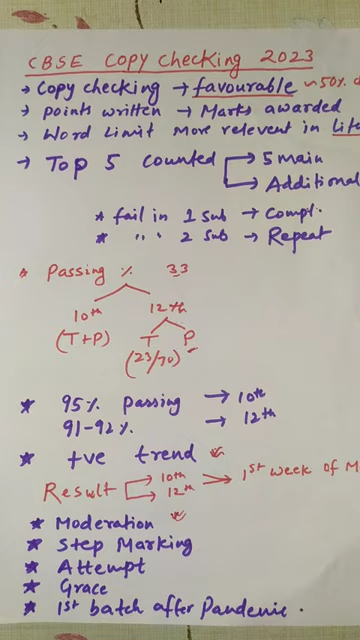 CBSE Copy Checking 2023
→ Copy checking → favourable ~50%
→ points written → Marks awarded
→ Word Limit More relevent in Lite
→ Top 5 Counted → 5 main
→ Additional
* fail in 1 Sub → Compt.
* " " 2 Sub → Repeat
* Passing % 33
10th 12th
(T+P) T P
(23/70)
* 95% Passing → 10th
91-92% → 12th
* +ve trend
Result → 10th → 1st week of M
→ 12th
* Moderation
* Step Marking
* Attempt
* Grace
* 1st batch after Pandemic.